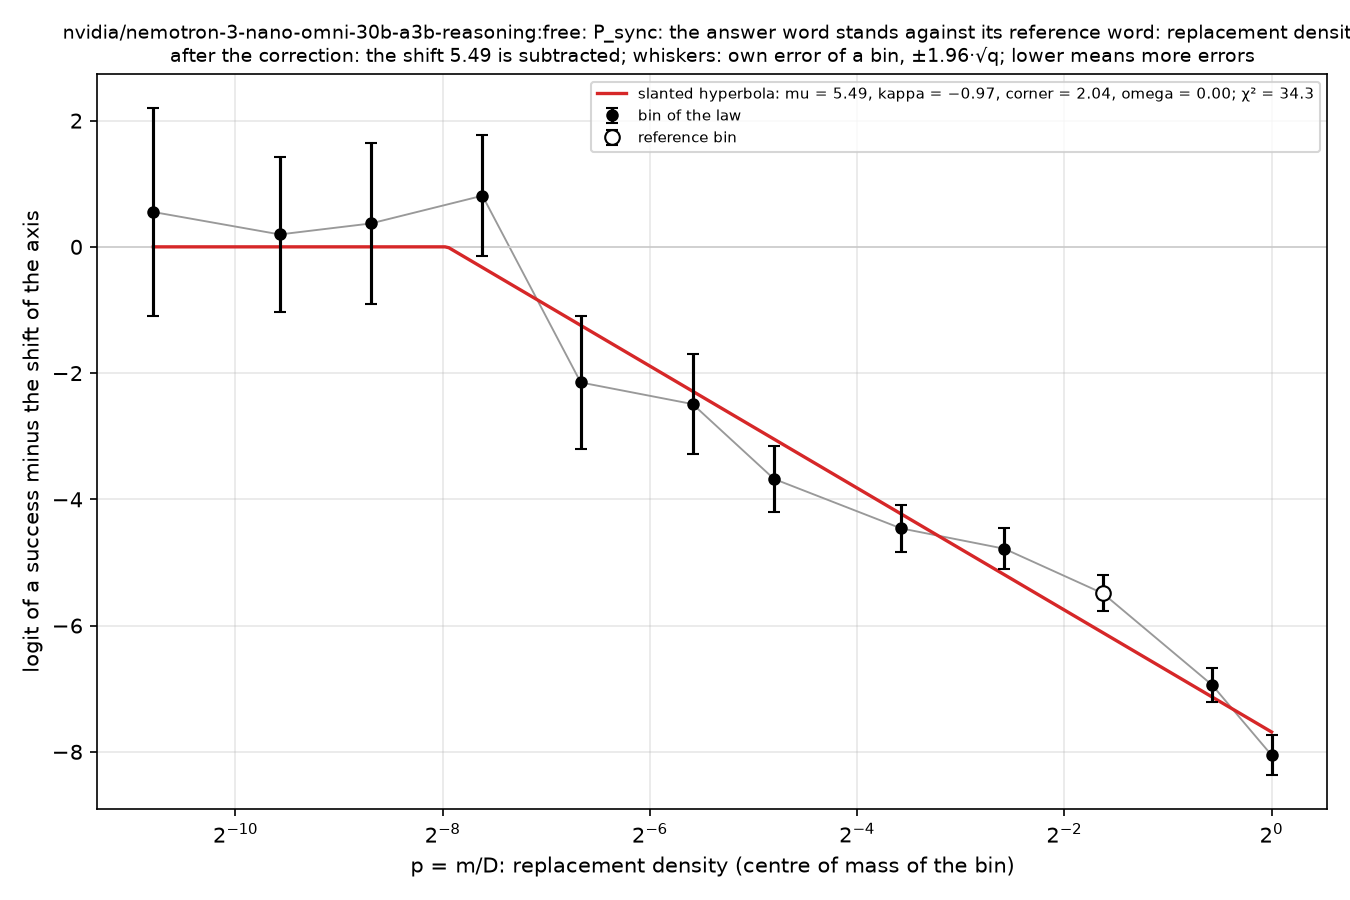 nvidia/nemotron-3-nano-omni-30b-a3b-reasoning:free: P_sync: the answer word stands against its reference word: replacement densit
after the correction: the shift 5.49 is subtracted; whiskers: own error of a bin, ±1.96·√q; lower means more errors
slanted hyperbola: mu = 5.49, kappa = −0.97, corner = 2.04, omega = 0.00; χ² = 34.3
bin of the law
reference bin
logit of a success minus the shift of the axis
2
0
−2
−4
−6
−8
2⁻¹⁰
2⁻⁸
2⁻⁶
2⁻⁴
2⁻²
2⁰
p = m/D: replacement density (centre of mass of the bin)